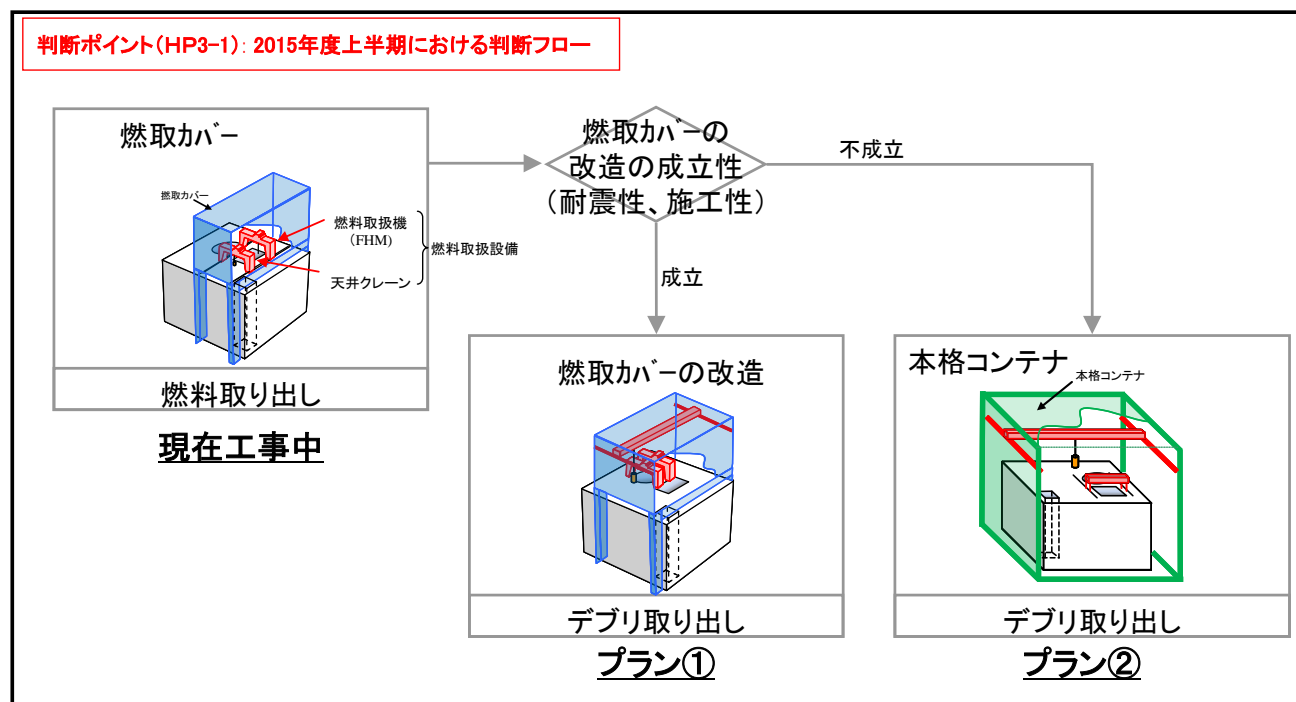 判断ポイント(HP3-1): 2015年度上半期における判断フロー
燃取ｶﾊﾞｰ
燃取カバー
燃料取扱機
(FHM)
天井クレーン
燃料取扱設備
燃料取り出し
現在工事中
燃取ｶﾊﾞｰの
改造の成立性
(耐震性、施工性)
不成立
成立
燃取ｶﾊﾞｰの改造
デブリ取り出し
プラン①
本格コンテナ
本格コンテナ
デブリ取り出し
プラン②